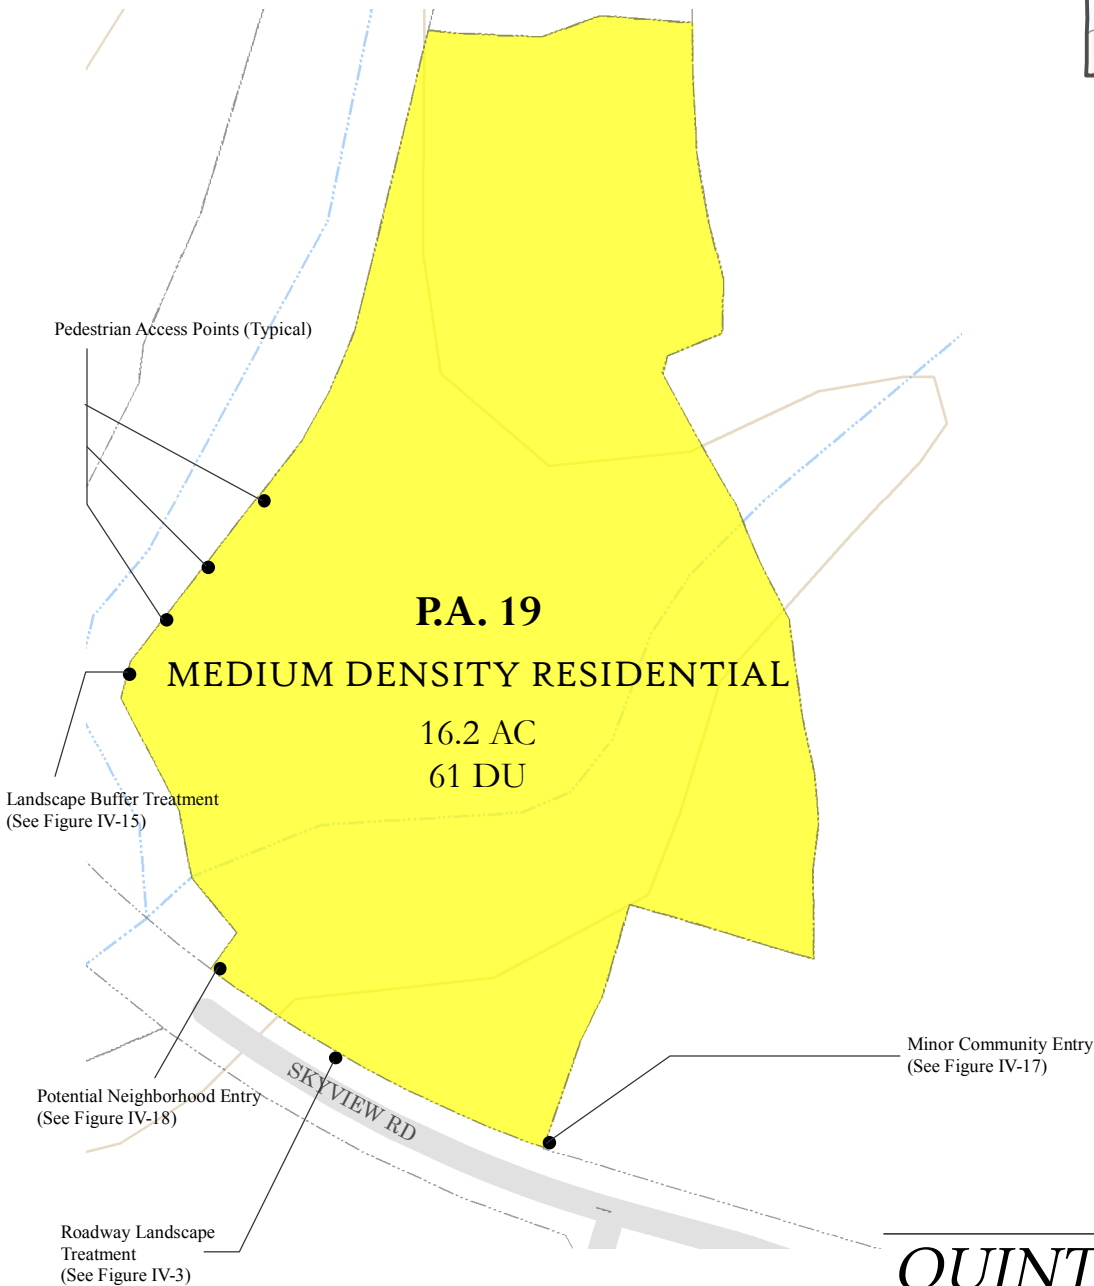 Pedestrian Access Points (Typical)
P.A. 19
MEDIUM DENSITY RESIDENTIAL
16.2 AC
61 DU
Landscape Buffer Treatment
(See Figure IV-15)
Minor Community Entry
(See Figure IV-17)
Potential Neighborhood Entry
(See Figure IV-18)
SKYVIEW RD
Roadway Landscape
Treatment
(See Figure IV-3)
QUINT